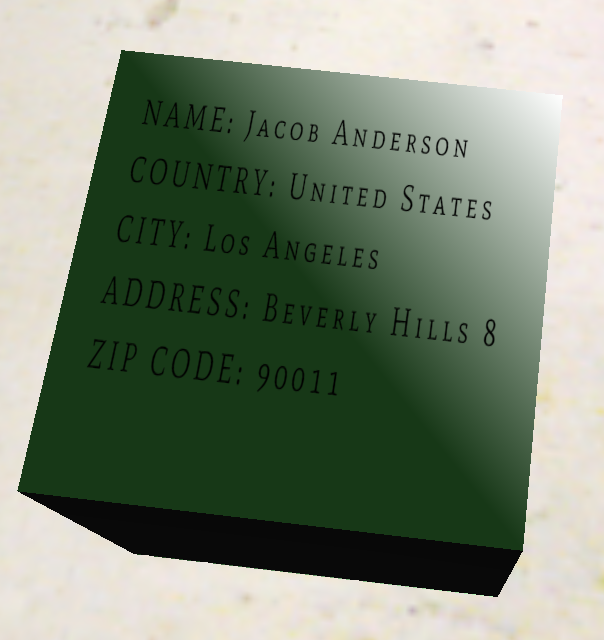 NAME: Jacob Anderson
COUNTRY: United States
CITY: Los Angeles
ADDRESS: Beverly Hills 8
ZIP CODE: 90011